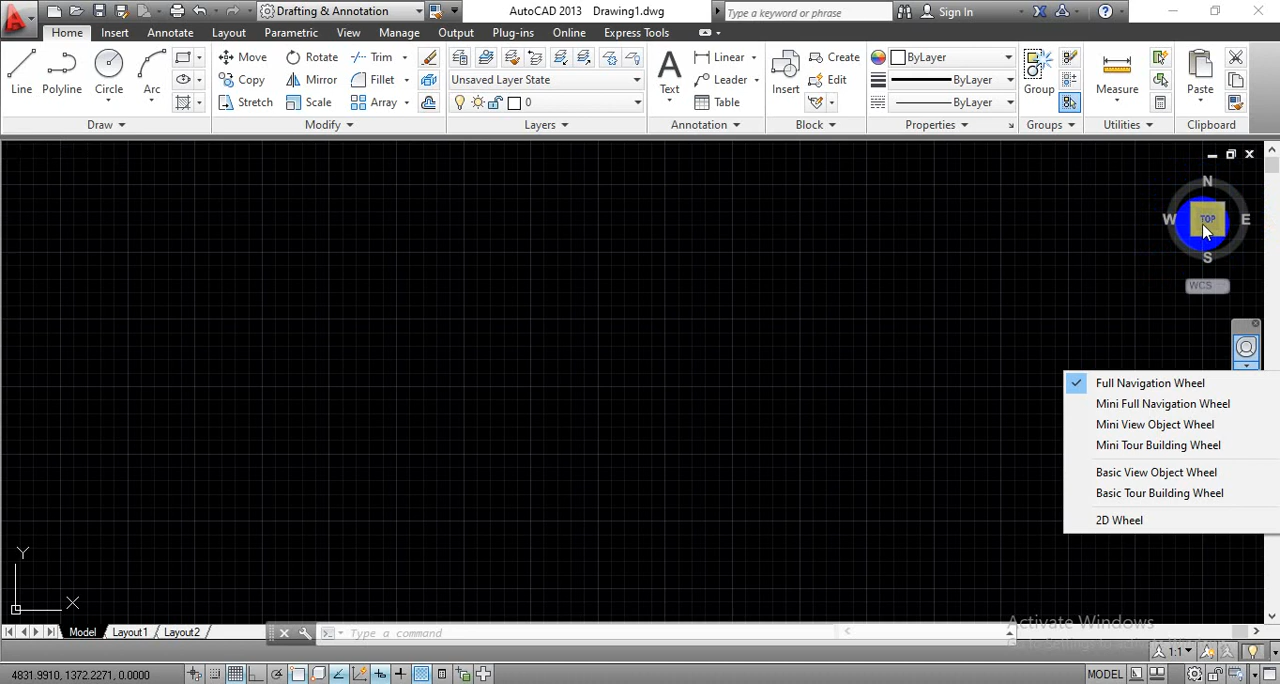 Drafting & Annotation
AutoCAD 2013 Drawing1.dwg
Type a keyword or phrase
Sign In
Home Insert Annotate Layout Parametric View Manage Output Plug-ins Online Express Tools
Line Polyline Circle Arc
Move Rotate Trim
Copy Mirror Fillet
Stretch Scale Array
Unsaved Layer State
0
Text
Linear
Leader
Table
Insert
Create
Edit
ByLayer
ByLayer
ByLayer
Group
Measure
Paste
Draw Modify Layers Annotation Block Properties Groups Utilities Clipboard
N
W TOP E
S
WCS
Full Navigation Wheel
Mini Full Navigation Wheel
Mini View Object Wheel
Mini Tour Building Wheel
Basic View Object Wheel
Basic Tour Building Wheel
2D Wheel
Y
X
Activate Windows
Model Layout1 Layout2
Type a command
1:1
4831.9910, 1372.2271, 0.0000
MODEL